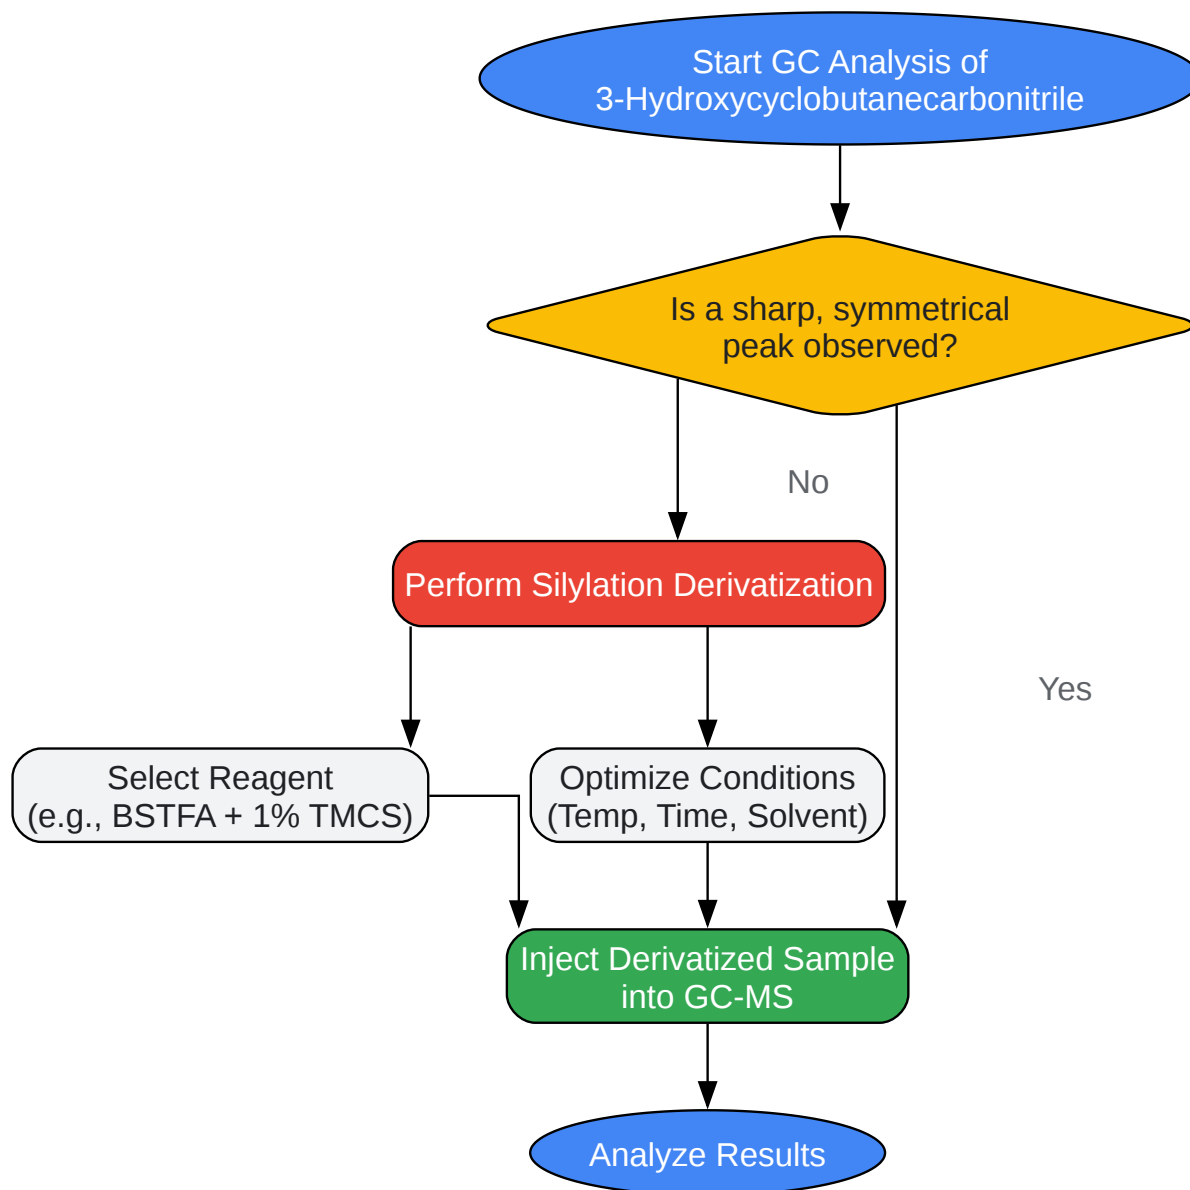 Start GC Analysis of
3-Hydroxycyclobutanecarbonitrile
Is a sharp, symmetrical
peak observed?
No
Perform Silylation Derivatization
Yes
Select Reagent
(e.g., BSTFA + 1% TMCS)
Optimize Conditions
(Temp, Time, Solvent)
Inject Derivatized Sample
into GC-MS
Analyze Results